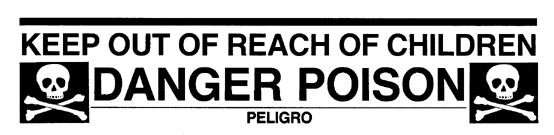 KEEP OUT OF REACH OF CHILDREN
DANGER POISON
PELIGRO